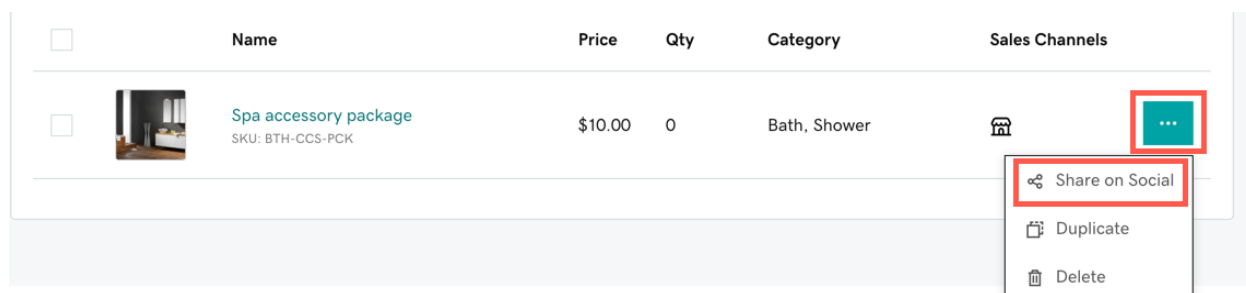 Name Price Qty Category Sales Channels
Spa accessory package
SKU: BTH-CCS-PCK
$10.00 0 Bath, Shower
Share on Social
Duplicate
Delete